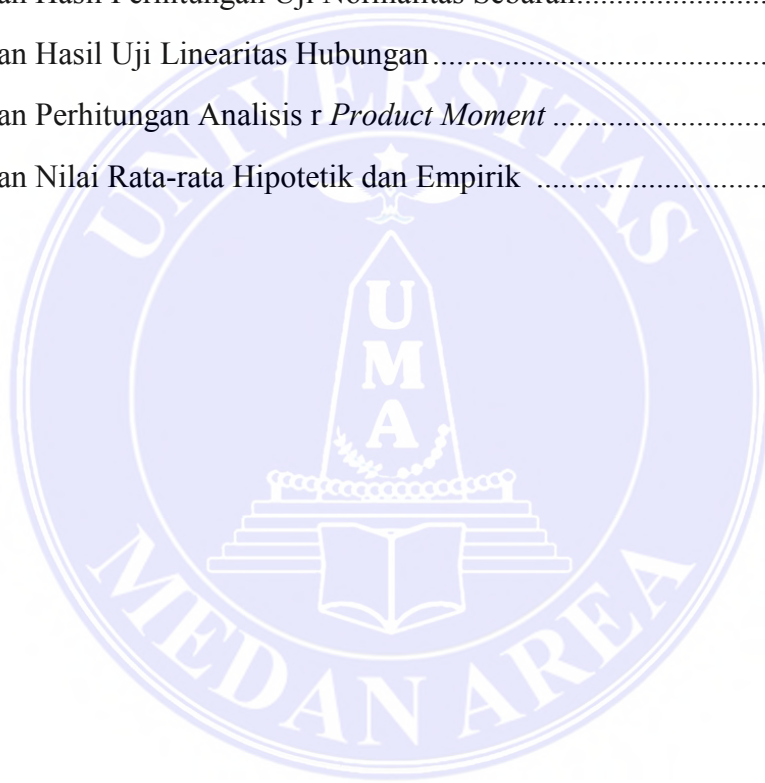 an Hasil Perhitungan Uji Normalitas Sebaran......................
an Hasil Uji Linearitas Hubungan..........................................
an Perhitungan Analisis r Product Moment ...........................
an Nilai Rata-rata Hipotetik dan Empirik .............................
UNIVERSITAS
U
M
A
MEDAN AREA